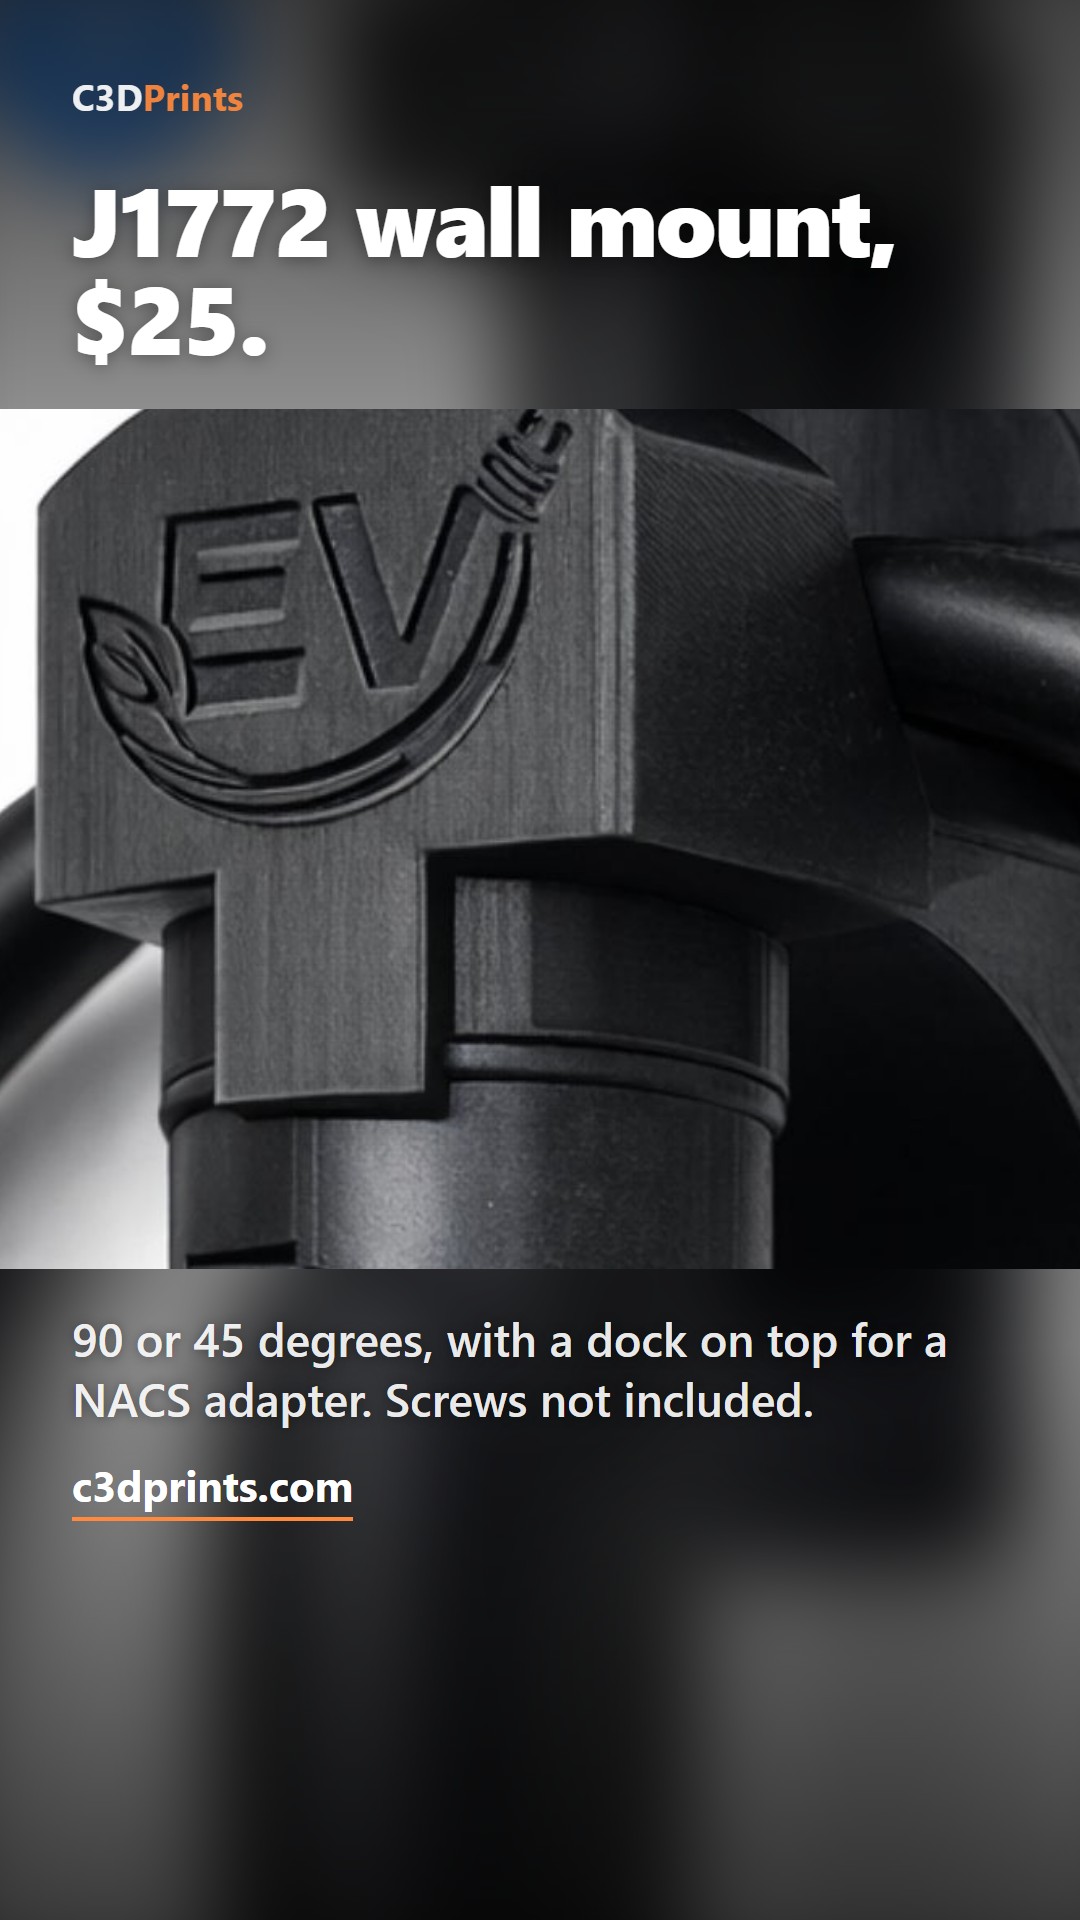 C3DPrints
J1772 wall mount,
$25.
EV
90 or 45 degrees, with a dock on top for a
NACS adapter. Screws not included.
c3dprints.com